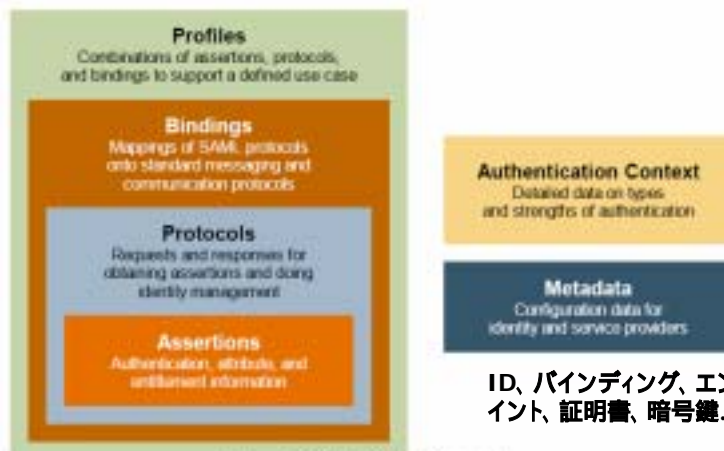 Profiles
Combinations of assertions, protocols,
and bindings to support a defined use case
Bindings
Mappings of SAML protocols
onto standard messaging and
communication protocols
Protocols
Requests and responses for
obtaining assertions and doing
identity management
Assertions
Authentication, attribute, and
entitlement information
Authentication Context
Detailed data on types
and strengths of authentication
Metadata
Configuration data for
identity and service providers
ID、バインディング、エン
イント、証明書、暗号鍵